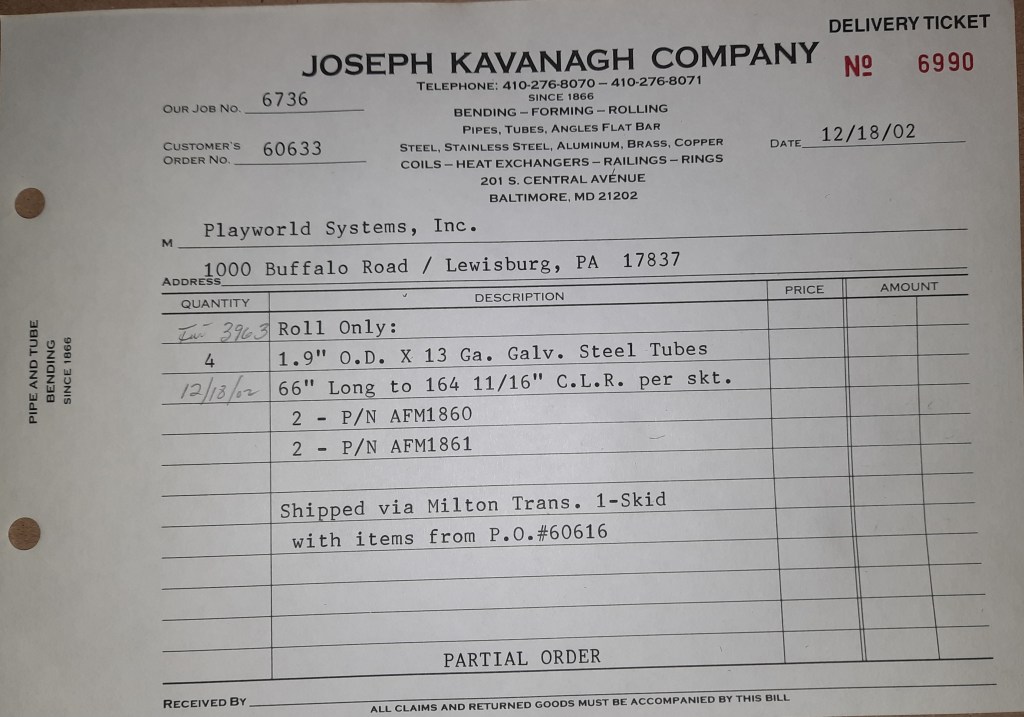 DELIVERY TICKET
JOSEPH KAVANAGH COMPANY
Nº 6990
TELEPHONE: 410-276-8070 – 410-276-8071
SINCE 1866
OUR JOB NO. 6736
BENDING – FORMING – ROLLING
PIPES, TUBES, ANGLES FLAT BAR
CUSTOMER'S ORDER NO. 60633
STEEL, STAINLESS STEEL, ALUMINUM, BRASS, COPPER
DATE 12/18/02
COILS – HEAT EXCHANGERS – RAILINGS – RINGS
201 S. CENTRAL AVENUE
BALTIMORE, MD 21202
M Playworld Systems, Inc.
ADDRESS 1000 Buffalo Road / Lewisburg, PA 17837
QUANTITY DESCRIPTION PRICE AMOUNT
Inv 3963 Roll Only:
4 1.9" O.D. X 13 Ga. Galv. Steel Tubes
12/18/02 66" Long to 164 11/16" C.L.R. per skt.
2 - P/N AFM1860
2 - P/N AFM1861
Shipped via Milton Trans. 1-Skid
with items from P.O.#60616
PARTIAL ORDER
RECEIVED BY
ALL CLAIMS AND RETURNED GOODS MUST BE ACCOMPANIED BY THIS BILL
PIPE AND TUBE
BENDING
SINCE 1866